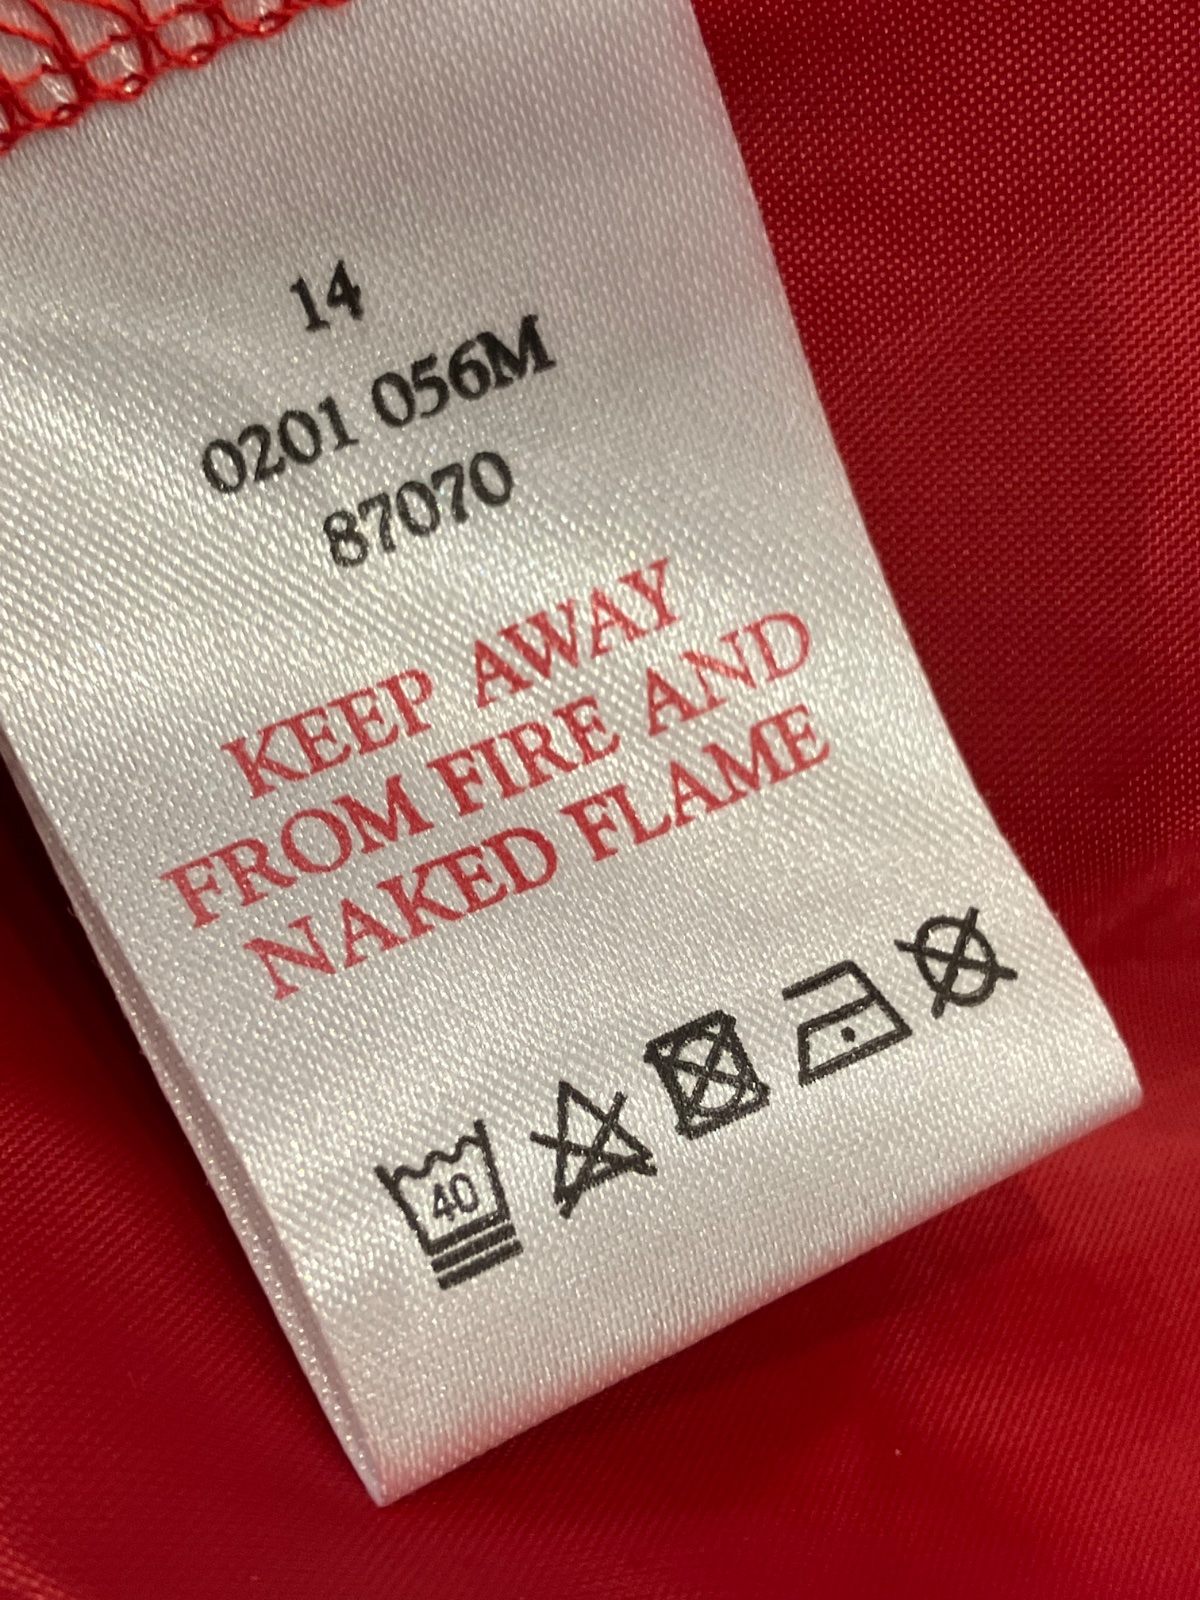 14
0201 056M
87070
KEEP AWAY
FROM FIRE AND
NAKED FLAME
40